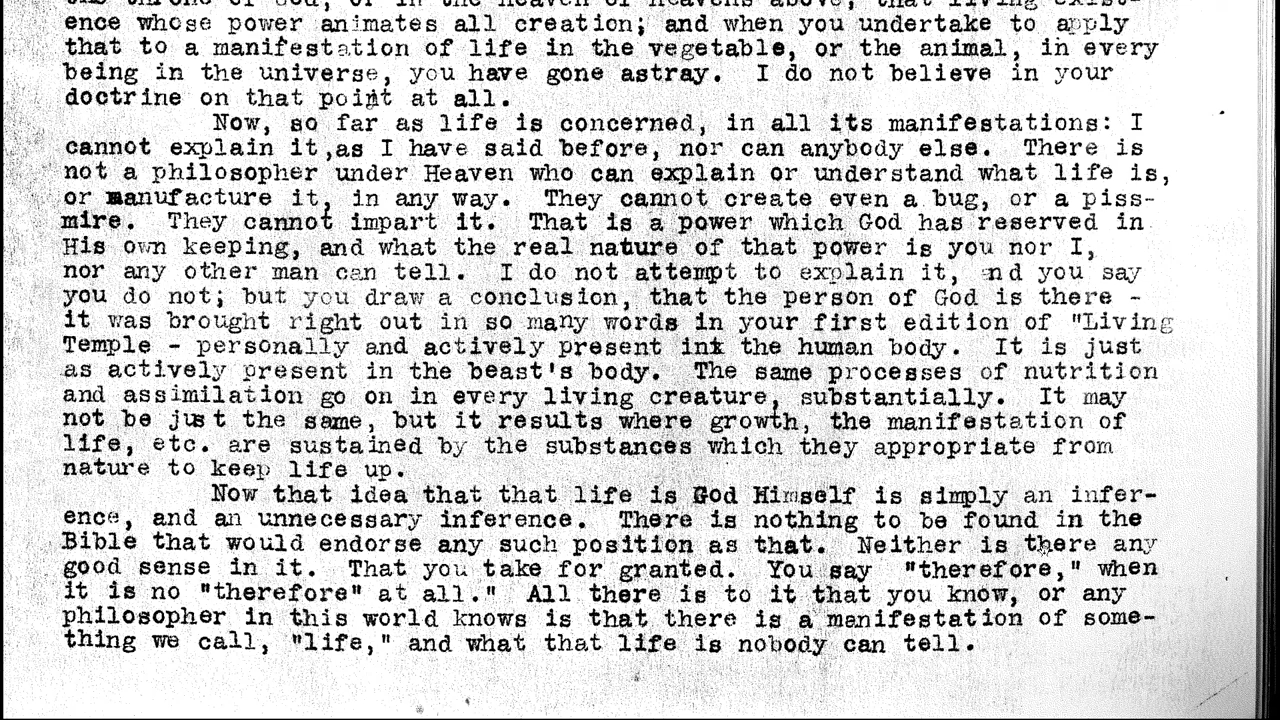 the throne of God, or in the heaven of heavens above, that living exist-
ence whose power animates all creation; and when you undertake to apply
that to a manifestation of life in the vegetable, or the animal, in every
being in the universe, you have gone astray.  I do not believe in your
doctrine on that point at all.
Now, so far as life is concerned, in all its manifestations: I
cannot explain it,as I have said before, nor can anybody else.  There is
not a philosopher under Heaven who can explain or understand what life is,
or manufacture it, in any way.  They cannot create even a bug, or a piss-
mire.  They cannot impart it.  That is a power which God has reserved in
His own keeping, and what the real nature of that power is you nor I,
nor any other man can tell.  I do not attempt to explain it, and you say
you do not; but you draw a conclusion, that the person of God is there -
it was brought right out in so many words in your first edition of "Living
Temple - personally and actively present in the human body.  It is just
as actively present in the beast's body.  The same processes of nutrition
and assimilation go on in every living creature, substantially.  It may
not be just the same, but it results where growth, the manifestation of
life, etc. are sustained by the substances which they appropriate from
nature to keep life up.
Now that idea that that life is God Himself is simply an infer-
ence, and an unnecessary inference.  There is nothing to be found in the
Bible that would endorse any such position as that.  Neither is there any
good sense in it.  That you take for granted.  You say  "therefore," when
it is no "therefore" at all."  All there is to it that you know, or any
philosopher in this world knows is that there is a manifestation of some-
thing we call, "life," and what that life is nobody can tell.